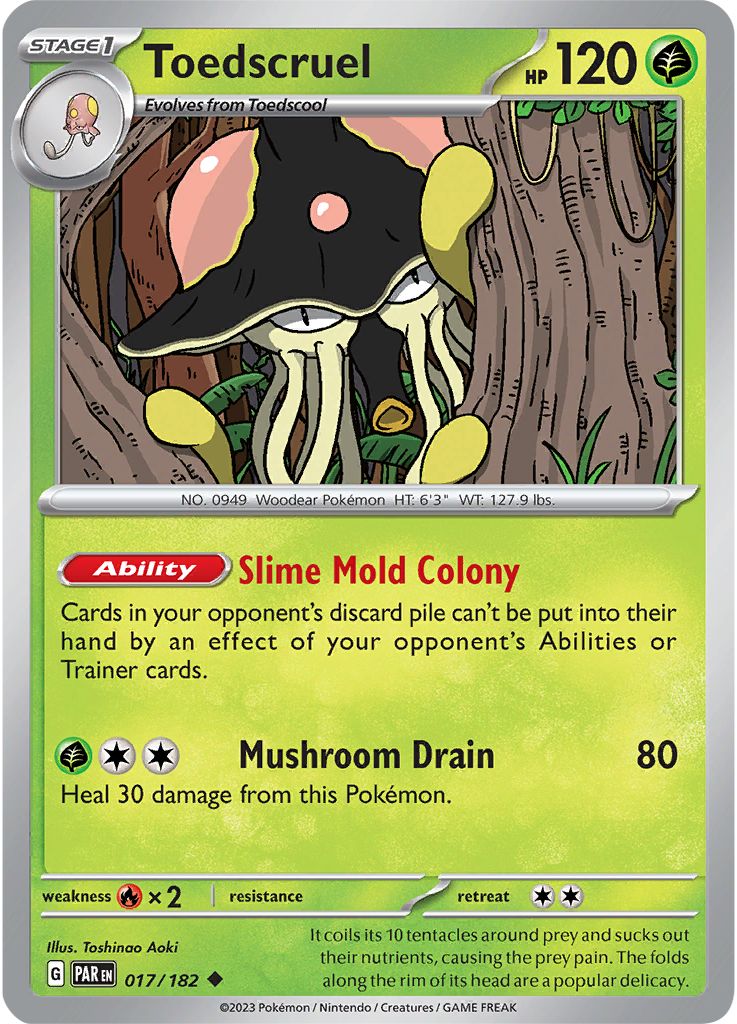 STAGE1
Toedscruel
HP 120
Evolves from Toedscool
NO. 0949 Woodear Pokémon HT: 6'3" WT: 127.9 lbs.
Ability Slime Mold Colony
Cards in your opponent's discard pile can't be put into their
hand by an effect of your opponent's Abilities or
Trainer cards.
Mushroom Drain 80
Heal 30 damage from this Pokémon.
weakness ×2 resistance retreat
Illus. Toshinao Aoki
It coils its 10 tentacles around prey and sucks out
their nutrients, causing the prey pain. The folds
along the rim of its head are a popular delicacy.
G PAR EN 017/182
©2023 Pokémon / Nintendo / Creatures / GAME FREAK